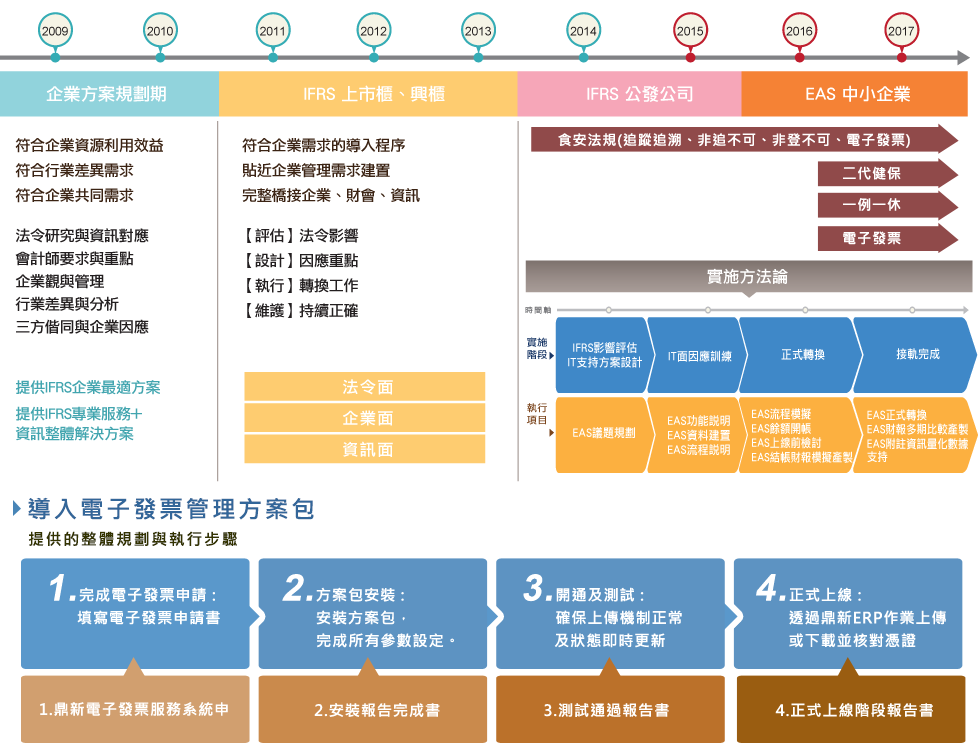 2009 2010 2011 2012 2013 2014 2015 2016 2017
企業方案規劃期
IFRS 上市櫃、興櫃
IFRS 公發公司
EAS 中小企業
符合企業資源利用效益
符合行業差異需求
符合企業共同需求
法令研究與資訊對應
會計師要求與重點
企業觀與管理
行業差異與分析
三方偕同與企業因應
提供IFRS企業最適方案
提供IFRS專業服務+
資訊整體解決方案
符合企業需求的導入程序
貼近企業管理需求建置
完整橋接企業、財會、資訊
【評估】法令影響
【設計】因應重點
【執行】轉換工作
【維護】持續正確
法令面
企業面
資訊面
食安法規(追蹤追溯、非追不可、非登不可、電子發票)
二代健保
一例一休
電子發票
實施方法論
時間軸
實施
階段
IFRS影響評估
IT支持方案設計
IT面因應訓練
正式轉換
接軌完成
執行
項目
EAS議題規劃
EAS功能說明
EAS資料建置
EAS流程說明
EAS流程模擬
EAS餘額開帳
EAS上線前檢討
EAS結帳財報模擬產製
EAS正式轉換
EAS財報多期比較產製
EAS附註資訊量化數據
支持
導入電子發票管理方案包
提供的整體規劃與執行步驟
1.完成電子發票申請：
填寫電子發票申請書
2.方案包安裝：
安裝方案包，
完成所有參數設定。
3.開通及測試：
確保上傳機制正常
及狀態即時更新
4.正式上線：
透過鼎新ERP作業上傳
或下載並核對憑證
1.鼎新電子發票服務系統申
2.安裝報告完成書
3.測試通過報告書
4.正式上線階段報告書